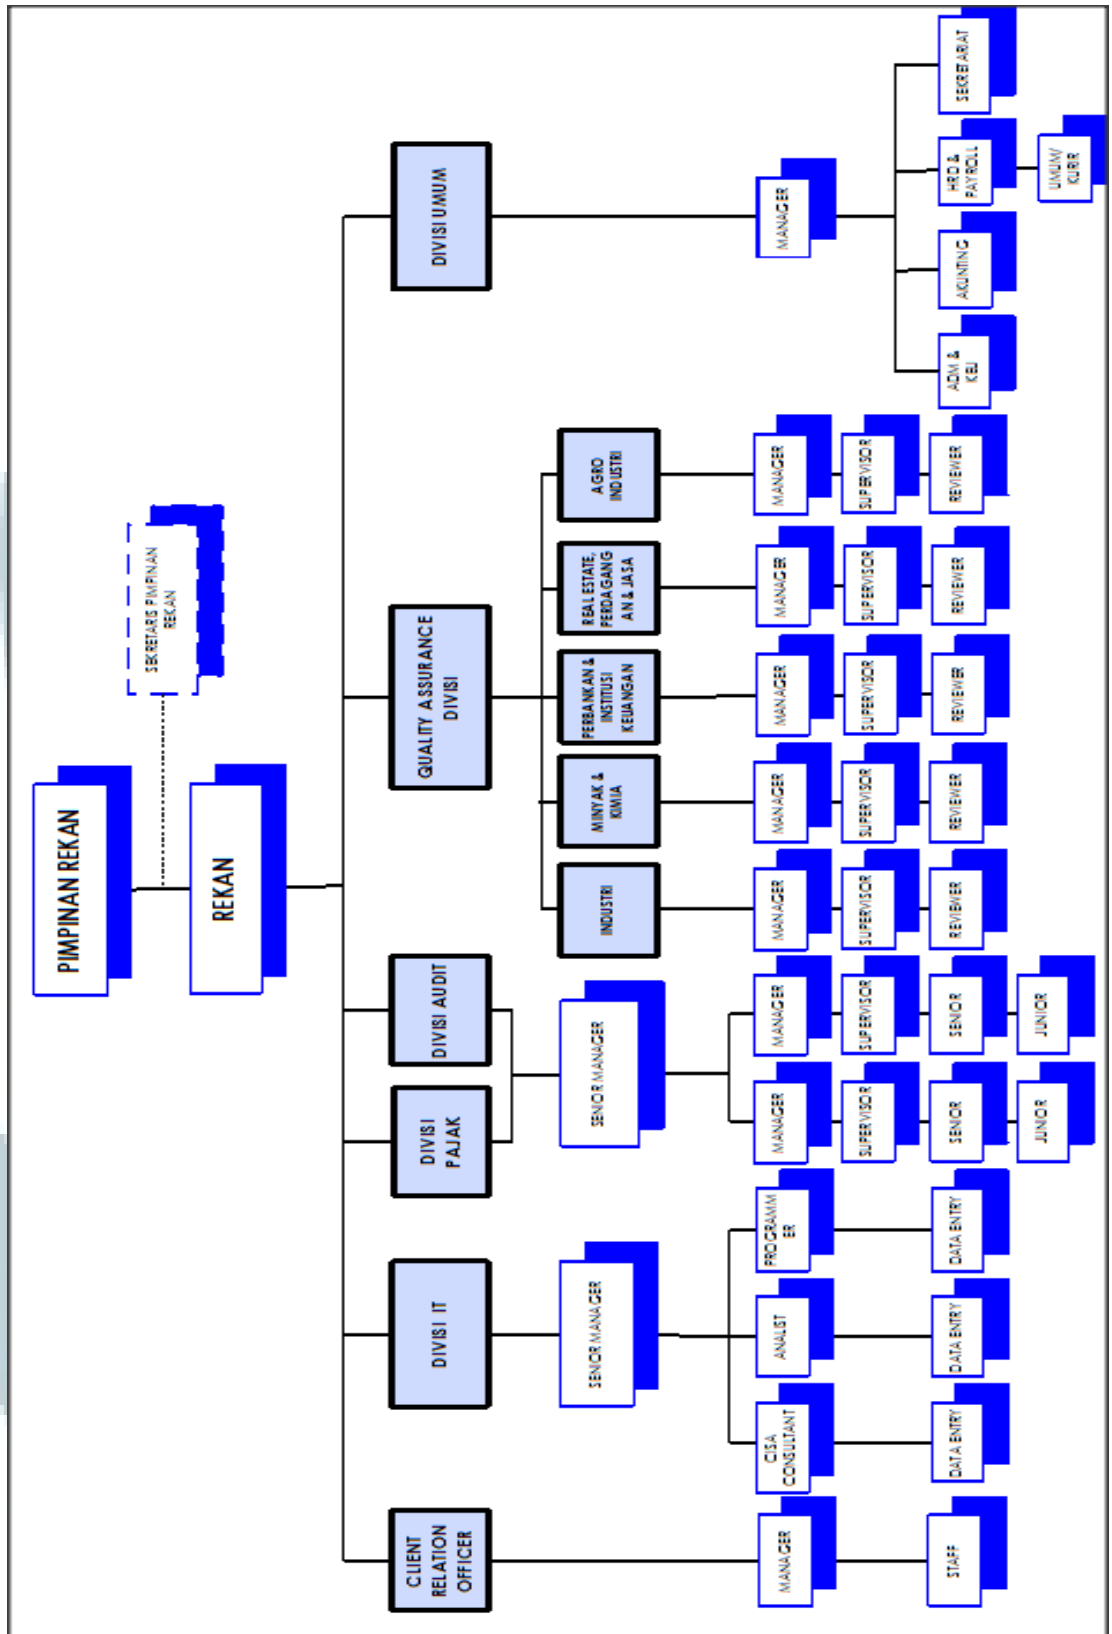 PIMPINAN REKAN
SEKRETARIS PIMPINAN
REKAN
REKAN
CLIENT
RELATION
OFFICER
DIVISI IT
DIVISI
PAJAK
DIVISI AUDIT
QUALITY ASSURANCE
DIVISI
DIVISI UMUM
SENIOR MANAGER
SENIOR MANAGER
INDUSTRI
MINYAK &
KIMIA
PERBANKAN &
INSTITUSI
KEUANGAN
REAL ESTATE,
PERDAGANG
AN & JASA
AGRO
INDUSTRI
MANAGER
CISA
CONSULTANT
ANALIST
PROGRAMM
ER
MANAGER
MANAGER
MANAGER
MANAGER
MANAGER
MANAGER
MANAGER
MANAGER
SUPERVISOR
SUPERVISOR
SUPERVISOR
SUPERVISOR
SUPERVISOR
SUPERVISOR
SUPERVISOR
STAFF
DATA ENTRY
DATA ENTRY
DATA ENTRY
SENIOR
SENIOR
REVIEWER
REVIEWER
REVIEWER
REVIEWER
REVIEWER
ADM &
KEU
AKUNTING
HRD &
PAYROLL
SEKRETARIAT
JUNIOR
JUNIOR
UMUM/
KURIR